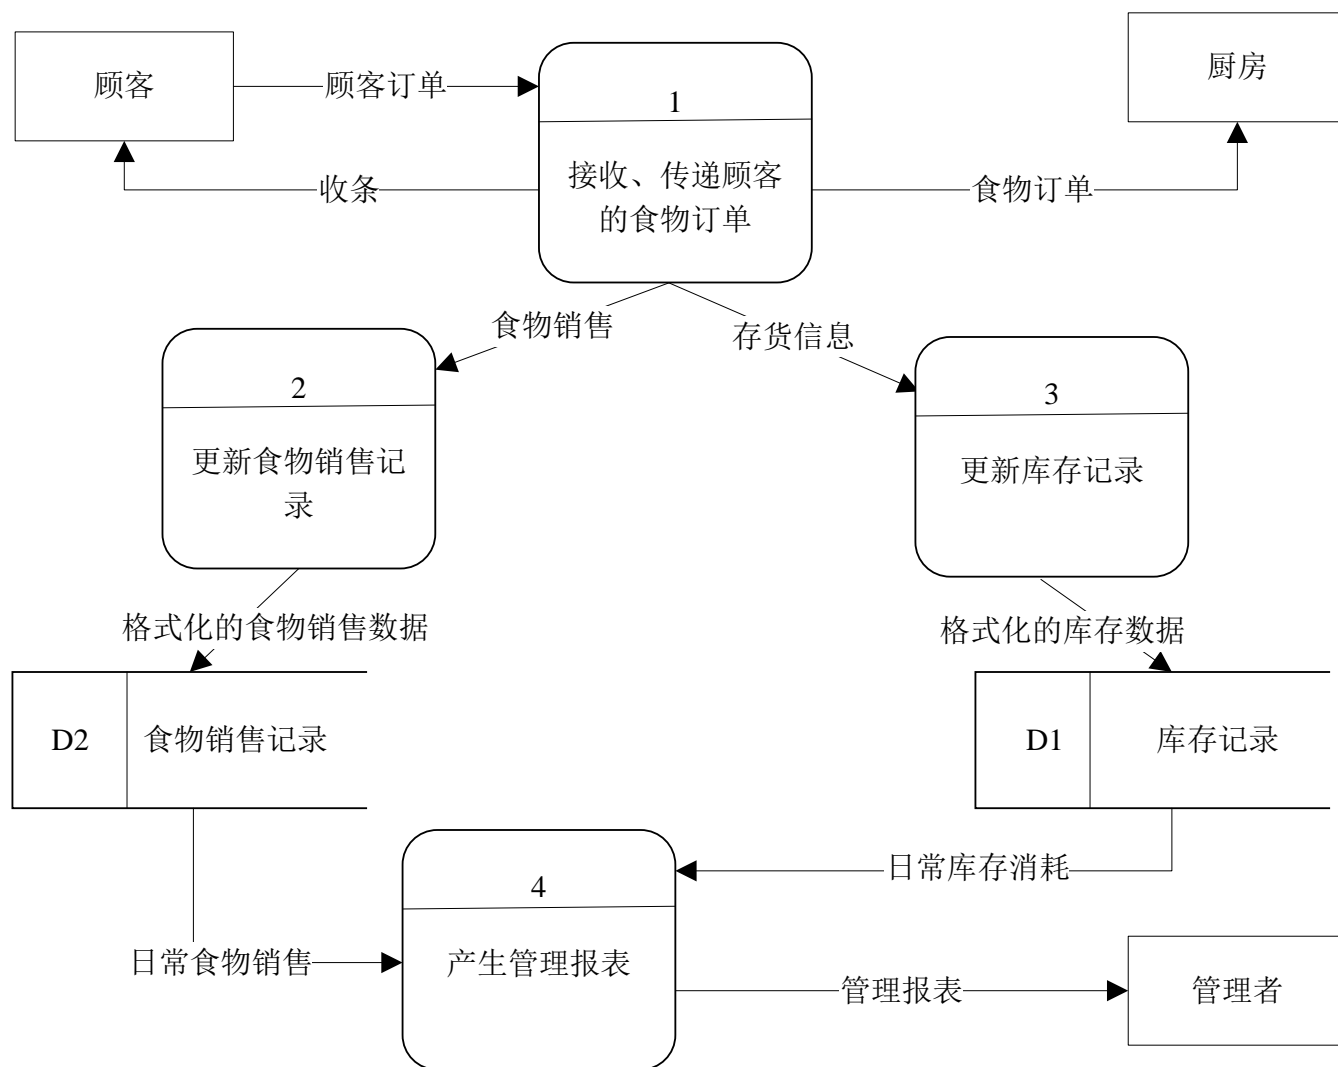 顾客
顾客订单
1
厨房
收条
接收、传递顾客
的食物订单
食物订单
食物销售
存货信息
2
更新食物销售记
录
3
更新库存记录
格式化的食物销售数据
格式化的库存数据
D2
食物销售记录
D1
库存记录
日常库存消耗
4
日常食物销售
产生管理报表
管理报表
管理者